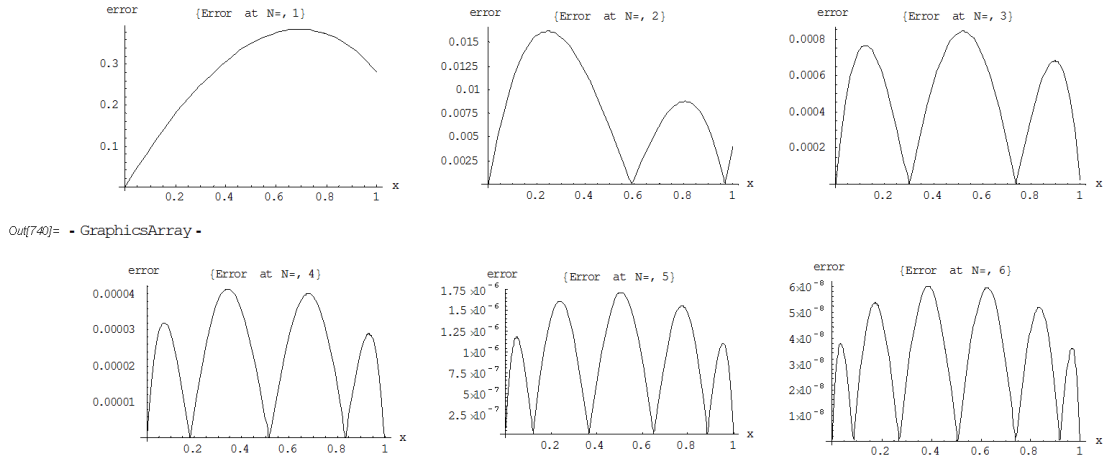 error {Error at N=, 1}
0.3
0.2
0.1
0.2 0.4 0.6 0.8 1 x
error {Error at N=, 2}
0.015
0.0125
0.01
0.0075
0.005
0.0025
0.2 0.4 0.6 0.8 1 x
error {Error at N=, 3}
0.0008
0.0006
0.0004
0.0002
0.2 0.4 0.6 0.8 1 x
Out[740]= - GraphicsArray -
error {Error at N=, 4}
0.00004
0.00003
0.00002
0.00001
0.2 0.4 0.6 0.8 1 x
error {Error at N=, 5}
1.75×10⁻⁶
1.5×10⁻⁶
1.25×10⁻⁶
1×10⁻⁶
7.5×10⁻⁷
5×10⁻⁷
2.5×10⁻⁷
0.2 0.4 0.6 0.8 1 x
error {Error at N=, 6}
6×10⁻⁸
5×10⁻⁸
4×10⁻⁸
3×10⁻⁸
2×10⁻⁸
1×10⁻⁸
0.2 0.4 0.6 0.8 1 x